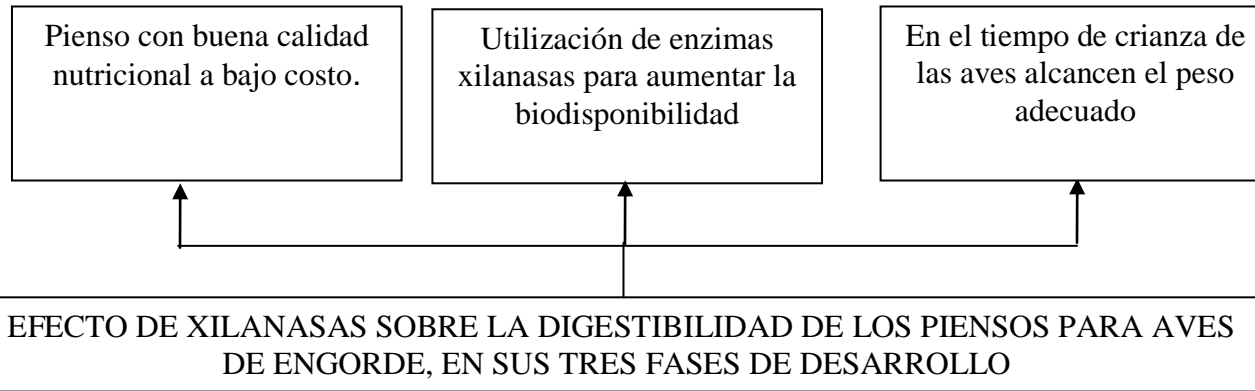 Pienso con buena calidad
nutricional a bajo costo.
Utilización de enzimas
xilanasas para aumentar la
biodisponibilidad
En el tiempo de crianza de
las aves alcancen el peso
adecuado
EFECTO DE XILANASAS SOBRE LA DIGESTIBILIDAD DE LOS PIENSOS PARA AVES
DE ENGORDE, EN SUS TRES FASES DE DESARROLLO